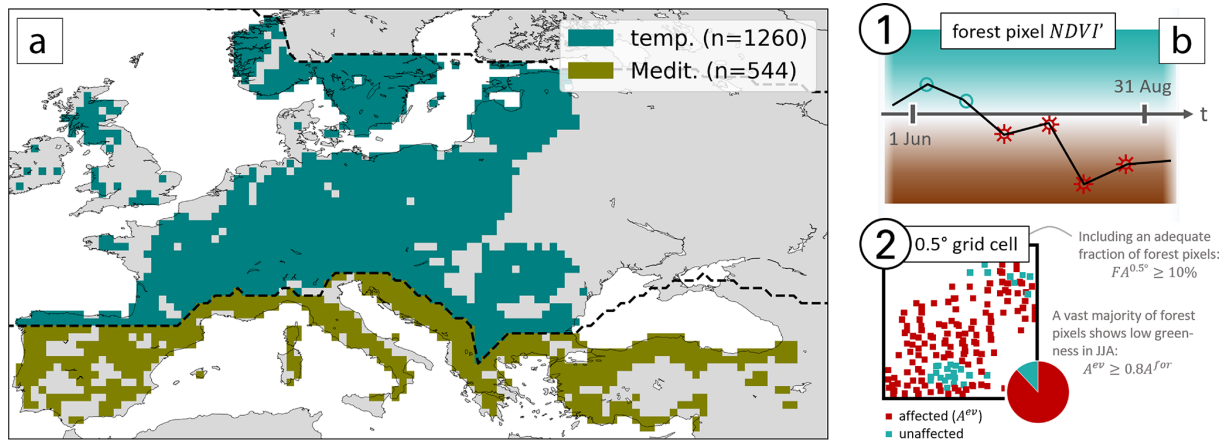 a
temp. (n=1260)
Medit. (n=544)
1
forest pixel NDVI'
b
31 Aug
t
1 Jun
2
0.5° grid cell
Including an adequate
fraction of forest pixels:
FA^0.5° ≥ 10%
A vast majority of forest
pixels shows low green-
ness in JJA:
A^ev ≥ 0.8A^for
affected (A^ev)
unaffected